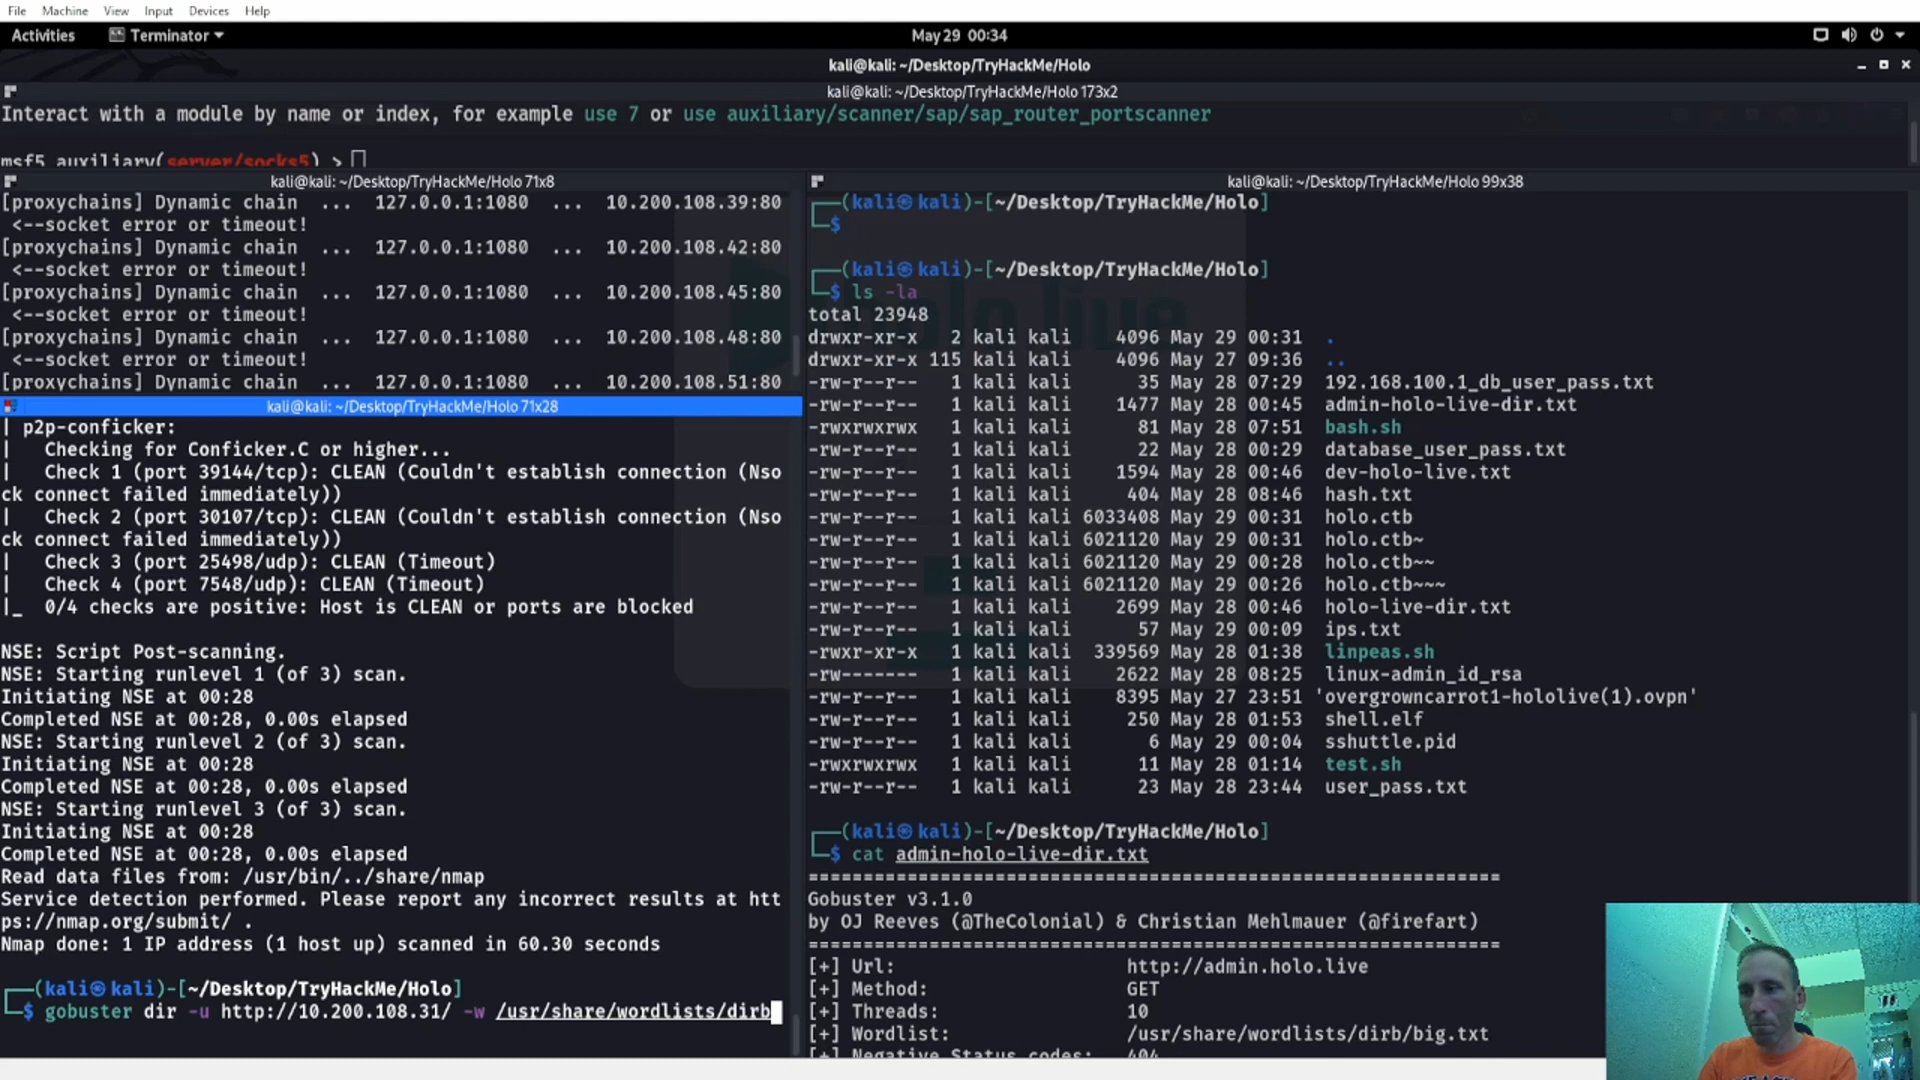 File Machine View Input Devices Help
Activities Terminator May 29 00:34
kali@kali: ~/Desktop/TryHackMe/Holo
kali@kali: ~/Desktop/TryHackMe/Holo 173x2
Interact with a module by name or index, for example use 7 or use auxiliary/scanner/sap/sap_router_portscanner
msf5 auxiliary(server/socks5) >
kali@kali: ~/Desktop/TryHackMe/Holo 71x8
[proxychains] Dynamic chain ... 127.0.0.1:1080 ... 10.200.108.39:80
<--socket error or timeout!
[proxychains] Dynamic chain ... 127.0.0.1:1080 ... 10.200.108.42:80
<--socket error or timeout!
[proxychains] Dynamic chain ... 127.0.0.1:1080 ... 10.200.108.45:80
<--socket error or timeout!
[proxychains] Dynamic chain ... 127.0.0.1:1080 ... 10.200.108.48:80
<--socket error or timeout!
[proxychains] Dynamic chain ... 127.0.0.1:1080 ... 10.200.108.51:80
kali@kali: ~/Desktop/TryHackMe/Holo 71x28
| p2p-conficker:
| Checking for Conficker.C or higher...
| Check 1 (port 39144/tcp): CLEAN (Couldn't establish connection (Nso
ck connect failed immediately))
| Check 2 (port 30107/tcp): CLEAN (Couldn't establish connection (Nso
ck connect failed immediately))
| Check 3 (port 25498/udp): CLEAN (Timeout)
| Check 4 (port 7548/udp): CLEAN (Timeout)
|_ 0/4 checks are positive: Host is CLEAN or ports are blocked
NSE: Script Post-scanning.
NSE: Starting runlevel 1 (of 3) scan.
Initiating NSE at 00:28
Completed NSE at 00:28, 0.00s elapsed
NSE: Starting runlevel 2 (of 3) scan.
Initiating NSE at 00:28
Completed NSE at 00:28, 0.00s elapsed
NSE: Starting runlevel 3 (of 3) scan.
Initiating NSE at 00:28
Completed NSE at 00:28, 0.00s elapsed
Read data files from: /usr/bin/../share/nmap
Service detection performed. Please report any incorrect results at htt
ps://nmap.org/submit/ .
Nmap done: 1 IP address (1 host up) scanned in 60.30 seconds
┌──(kali㉿kali)-[~/Desktop/TryHackMe/Holo]
└─$ gobuster dir -u http://10.200.108.31/ -w /usr/share/wordlists/dirb
kali@kali: ~/Desktop/TryHackMe/Holo 99x38
┌──(kali㉿kali)-[~/Desktop/TryHackMe/Holo]
└─$
┌──(kali㉿kali)-[~/Desktop/TryHackMe/Holo]
└─$ ls -la
total 23948
drwxr-xr-x 2 kali kali 4096 May 29 00:31 .
drwxr-xr-x 115 kali kali 4096 May 27 09:36 ..
-rw-r--r-- 1 kali kali 35 May 28 07:29 192.168.100.1_db_user_pass.txt
-rw-r--r-- 1 kali kali 1477 May 28 00:45 admin-holo-live-dir.txt
-rwxrwxrwx 1 kali kali 81 May 28 07:51 bash.sh
-rw-r--r-- 1 kali kali 22 May 28 00:29 database_user_pass.txt
-rw-r--r-- 1 kali kali 1594 May 28 00:46 dev-holo-live.txt
-rw-r--r-- 1 kali kali 404 May 28 08:46 hash.txt
-rw-r--r-- 1 kali kali 6033408 May 29 00:31 holo.ctb
-rw-r--r-- 1 kali kali 6021120 May 29 00:31 holo.ctb~
-rw-r--r-- 1 kali kali 6021120 May 29 00:28 holo.ctb~~
-rw-r--r-- 1 kali kali 6021120 May 29 00:26 holo.ctb~~~
-rw-r--r-- 1 kali kali 2699 May 28 00:46 holo-live-dir.txt
-rw-r--r-- 1 kali kali 57 May 29 00:09 ips.txt
-rwxr-xr-x 1 kali kali 339569 May 28 01:38 linpeas.sh
-rw------- 1 kali kali 2622 May 28 08:25 linux-admin_id_rsa
-rw-r--r-- 1 kali kali 8395 May 27 23:51 'overgrowncarrot1-hololive(1).ovpn'
-rw-r--r-- 1 kali kali 250 May 28 01:53 shell.elf
-rw-r--r-- 1 kali kali 6 May 29 00:04 sshuttle.pid
-rwxrwxrwx 1 kali kali 11 May 28 01:14 test.sh
-rw-r--r-- 1 kali kali 23 May 28 23:44 user_pass.txt
┌──(kali㉿kali)-[~/Desktop/TryHackMe/Holo]
└─$ cat admin-holo-live-dir.txt
===============================================================
Gobuster v3.1.0
by OJ Reeves (@TheColonial) & Christian Mehlmauer (@firefart)
===============================================================
[+] Url: http://admin.holo.live
[+] Method: GET
[+] Threads: 10
[+] Wordlist: /usr/share/wordlists/dirb/big.txt
[+] Negative Status codes: 404